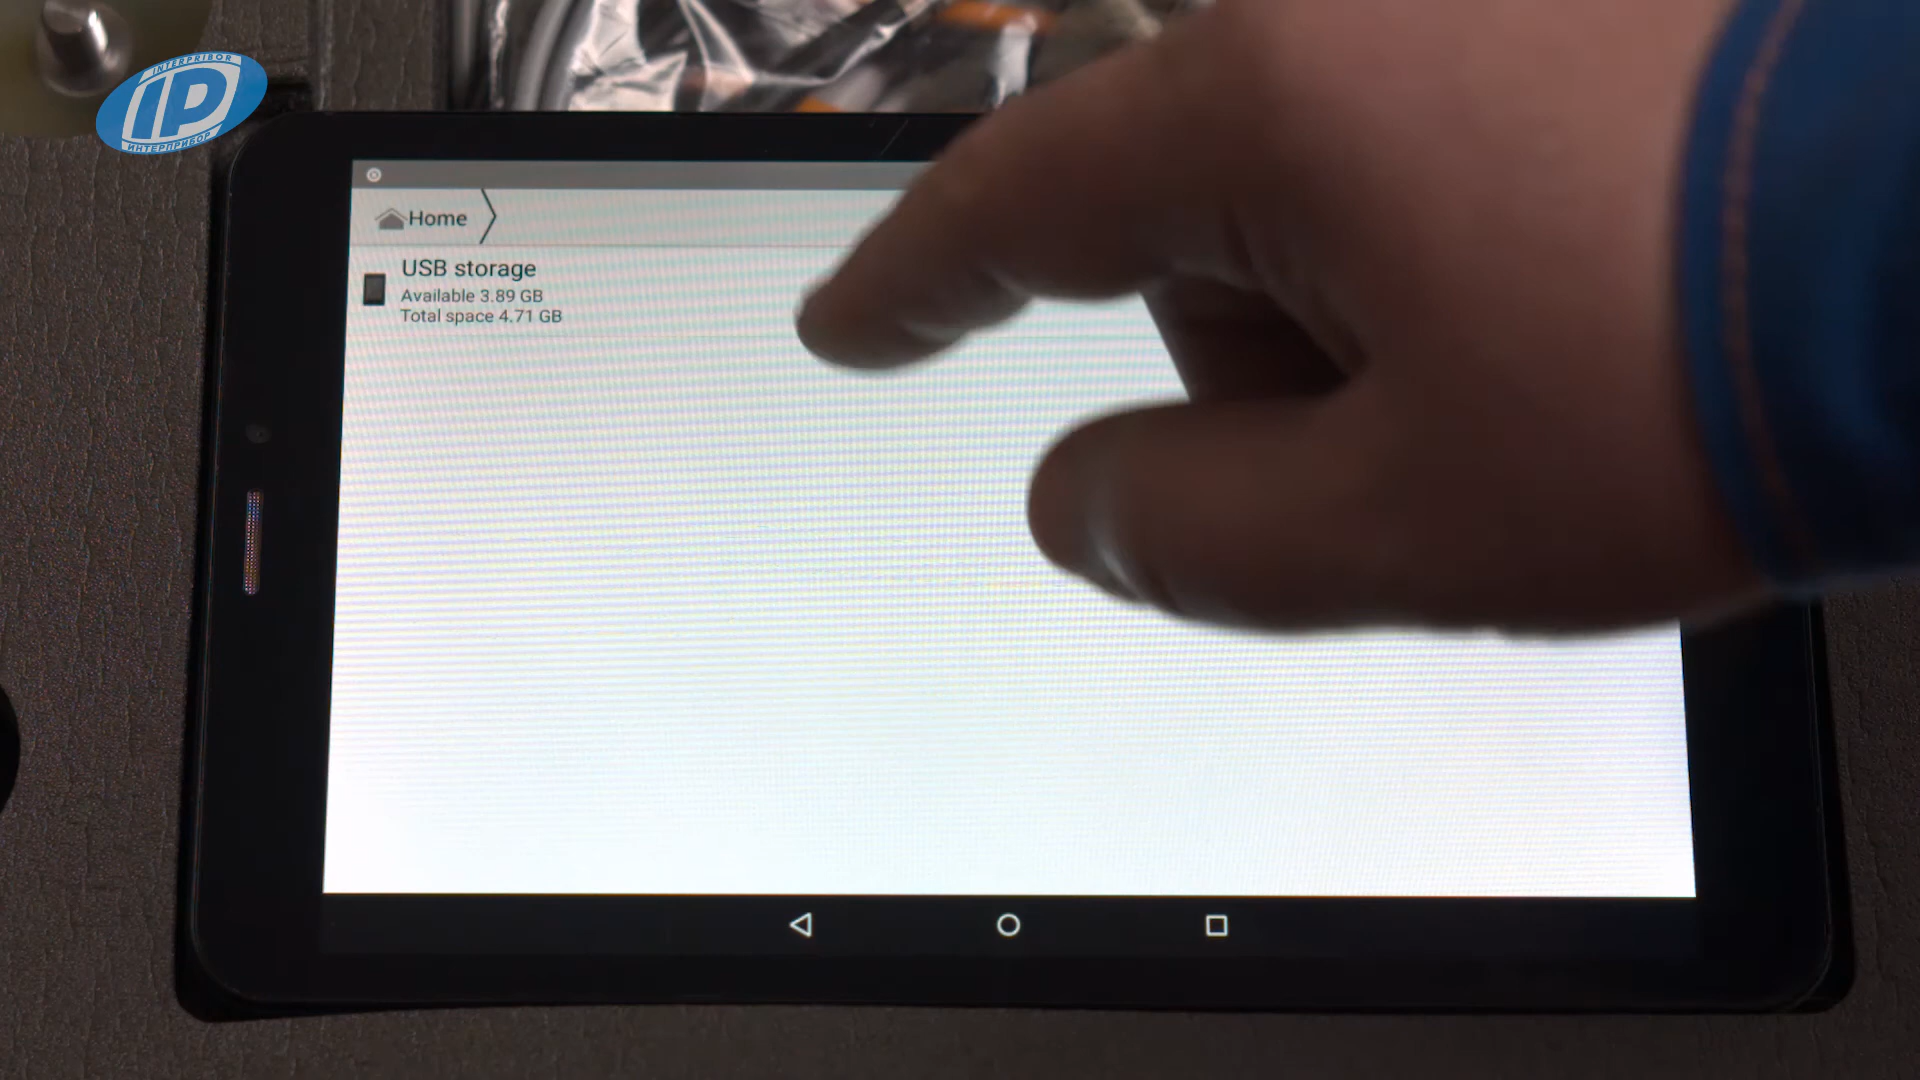 INTERPRIBOR
IP
ИНТЕРПРИБОР
Home
USB storage
Available 3.89 GB
Total space 4.71 GB